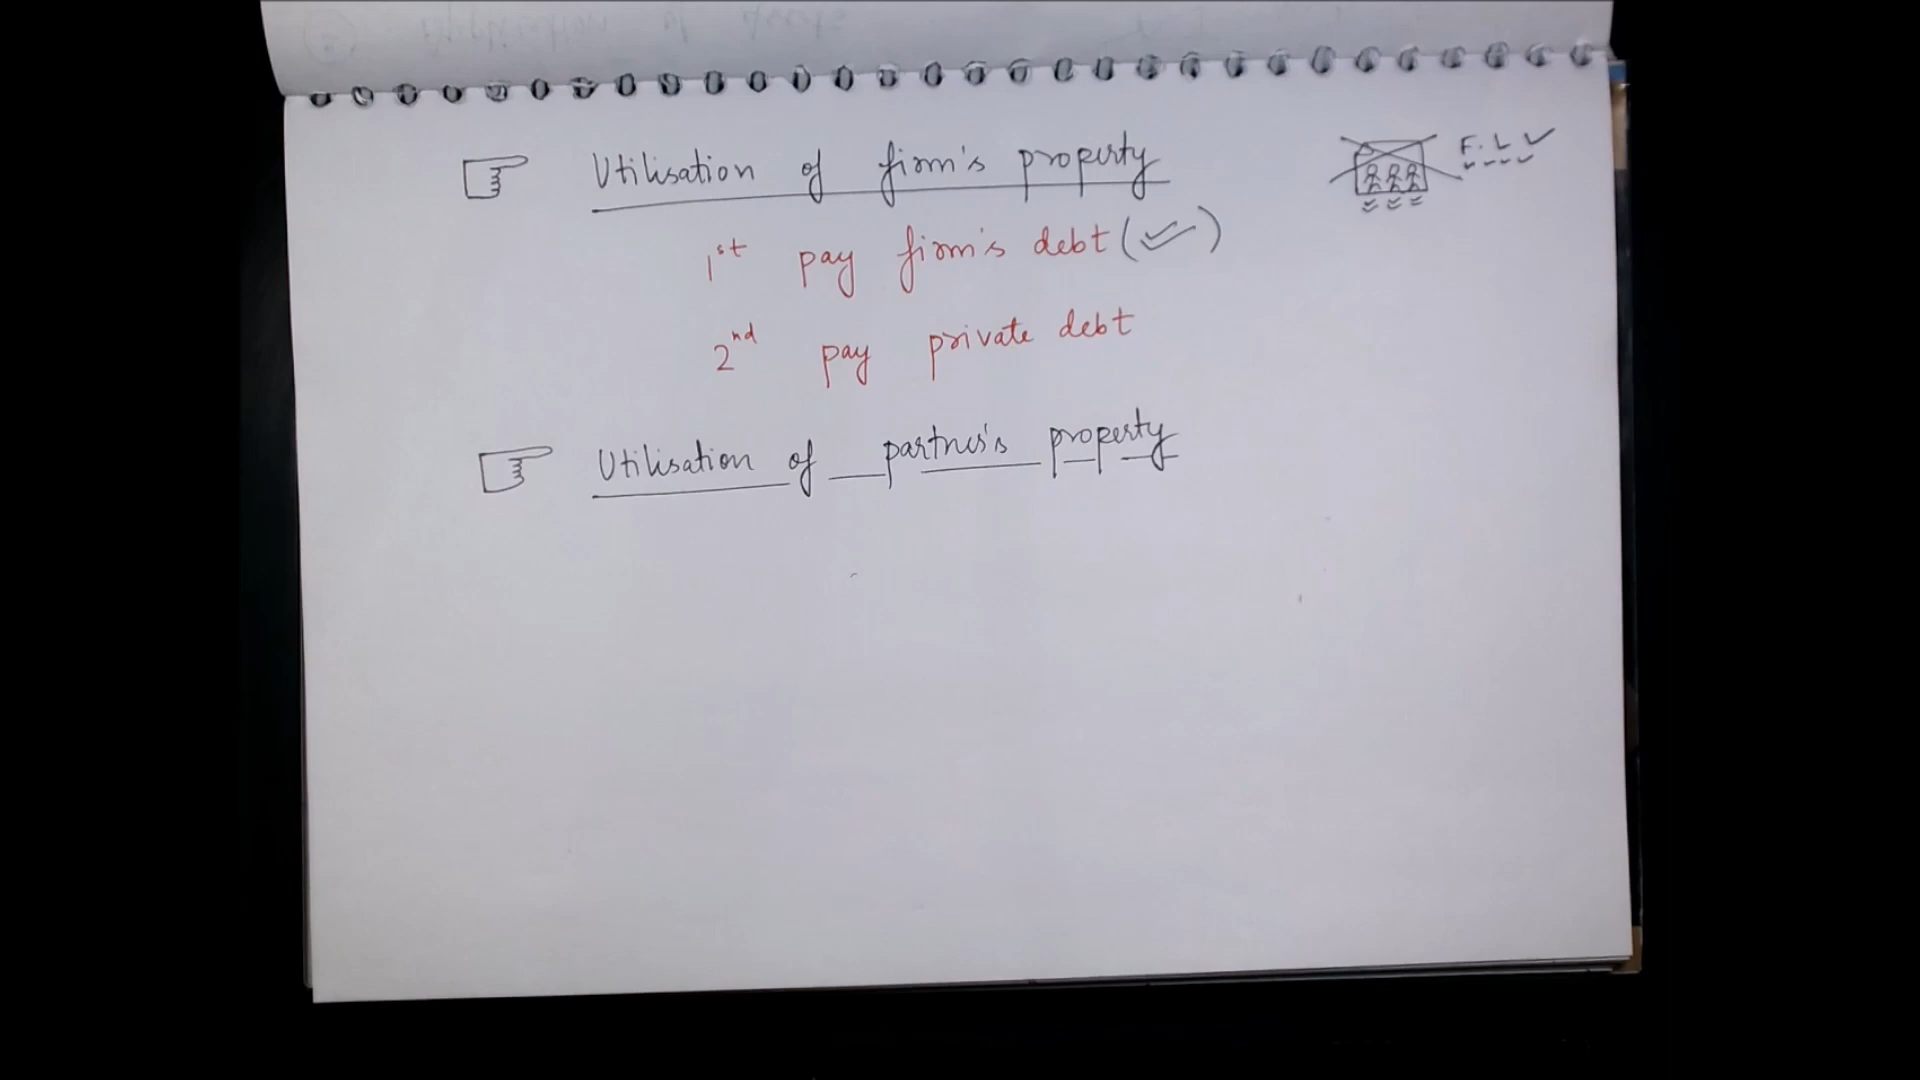 Utilisation of firm's property
F. L
1st pay firm's debt (✓)
2nd pay private debt
Utilisation of partner's property